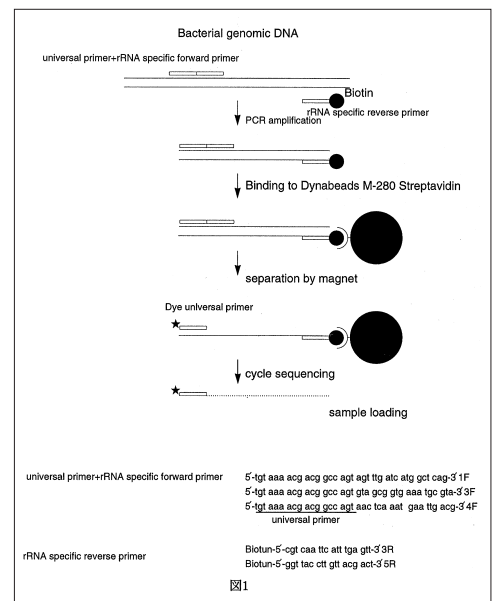 Bacterial genomic DNA
universal primer+rRNA specific forward primer
Biotin
rRNA specific reverse primer
PCR amplification
Binding to Dynabeads M-280 Streptavidin
separation by magnet
Dye universal primer
cycle sequencing
sample loading
universal primer+rRNA specific forward primer
5´-tgt aaa acg acg gcc agt agt ttg atc atg gct cag-3´1F
5´-tgt aaa acg acg gcc agt gta gcg gtg aaa tgc gta-3´3F
5´-tgt aaa acg acg gcc agt aac tca aat gaa ttg acg-3´4F
universal primer
rRNA specific reverse primer
Biotun-5´-cgt caa ttc att tga gtt-3´3R
Biotun-5´-ggt tac ctt gtt acg act-3´5R
図1